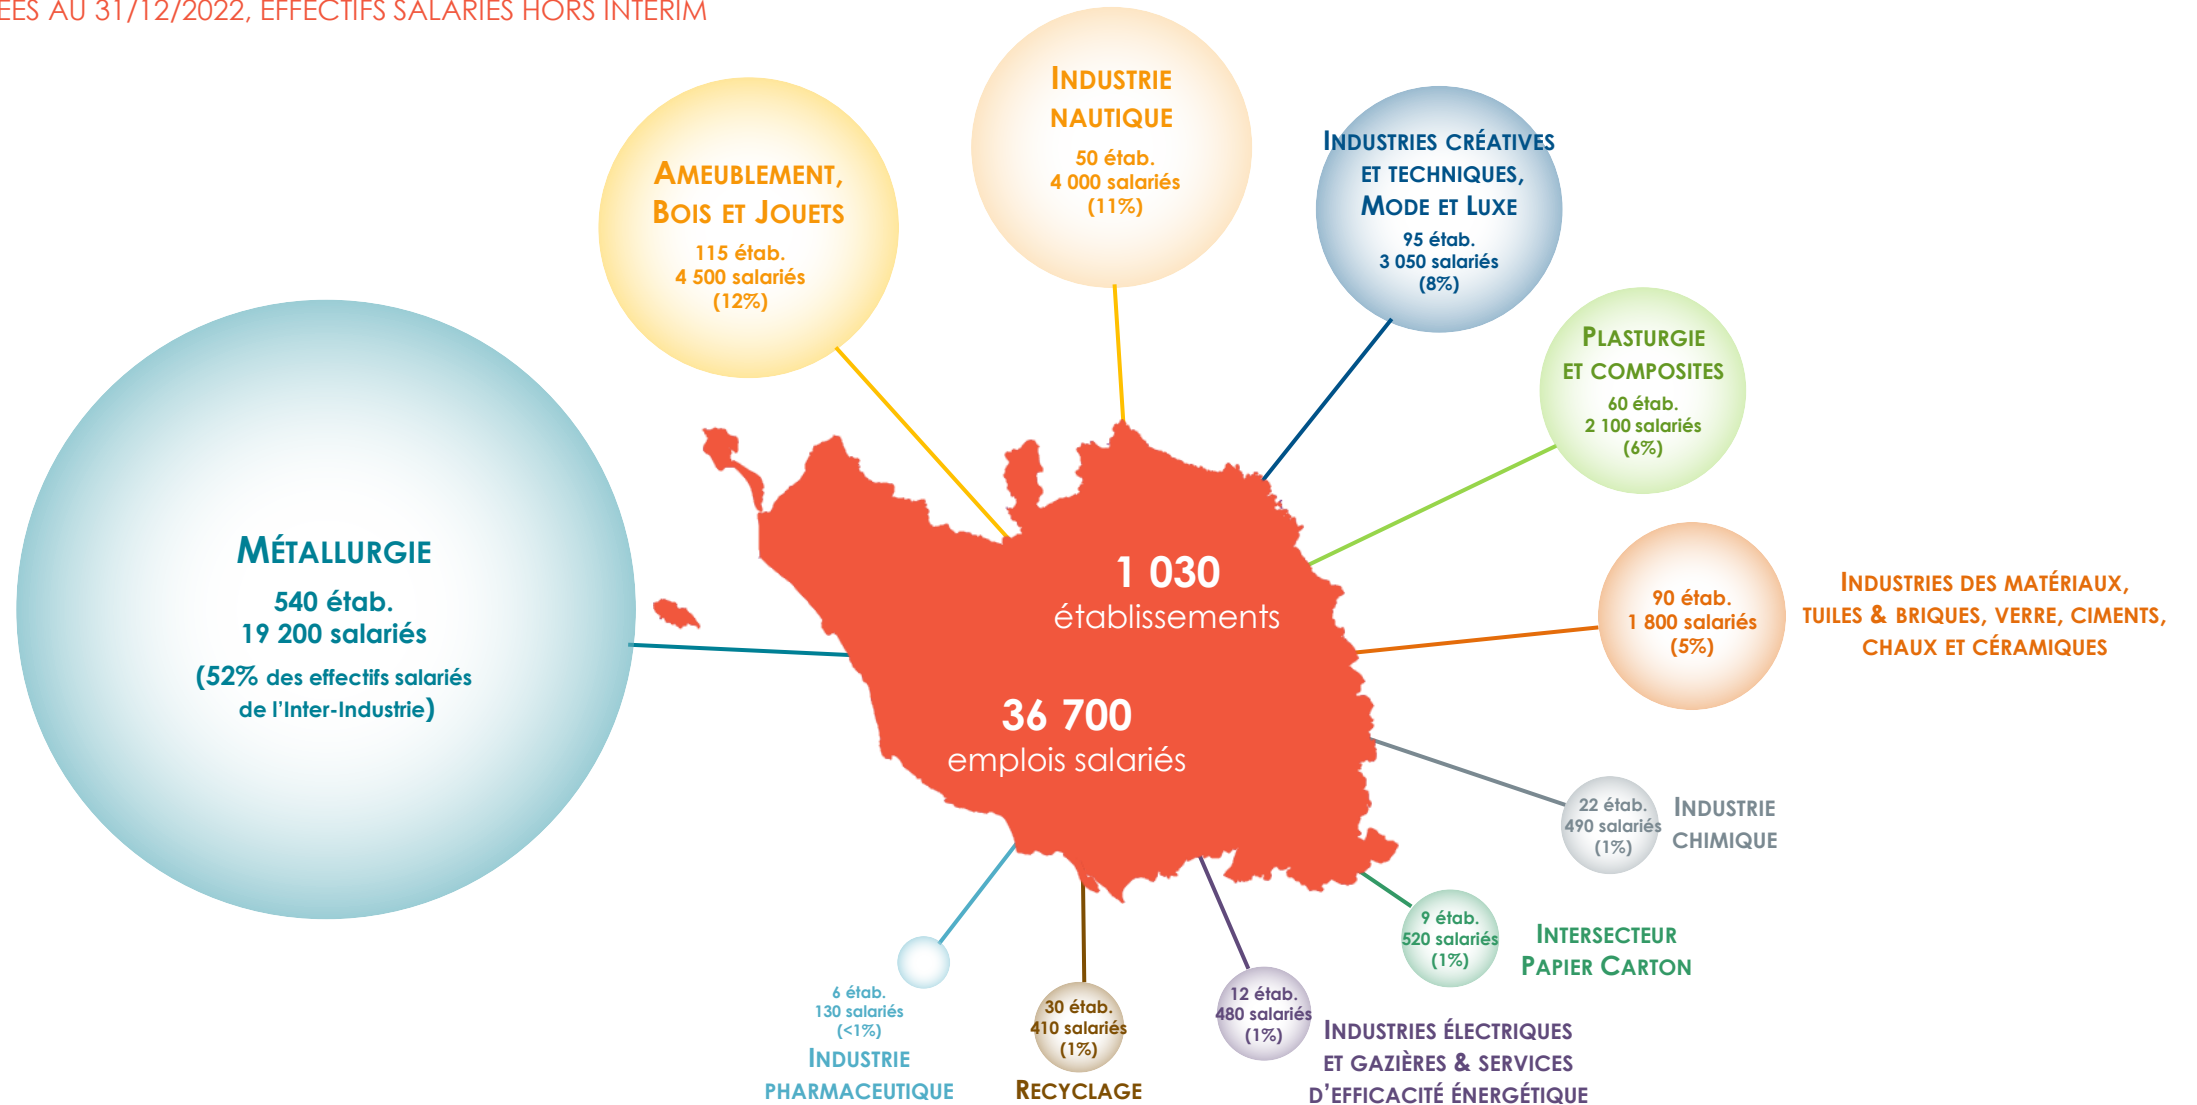 ÉES AU 31/12/2022, EFFECTIFS SALARIÉS HORS INTÉRIM
INDUSTRIE
NAUTIQUE
50 étab.
4 000 salariés
(11%)
INDUSTRIES CRÉATIVES
ET TECHNIQUES,
MODE ET LUXE
95 étab.
3 050 salariés
(8%)
AMEUBLEMENT,
BOIS ET JOUETS
115 étab.
4 500 salariés
(12%)
PLASTURGIE
ET COMPOSITES
60 étab.
2 100 salariés
(6%)
MÉTALLURGIE
540 étab.
19 200 salariés
(52% des effectifs salariés
de l'Inter-Industrie)
1 030
établissements
36 700
emplois salariés
90 étab.
1 800 salariés
(5%)
INDUSTRIES DES MATÉRIAUX,
TUILES & BRIQUES, VERRE, CIMENTS,
CHAUX ET CÉRAMIQUES
22 étab.
490 salariés
(1%)
INDUSTRIE
CHIMIQUE
9 étab.
520 salariés
(1%)
INTERSECTEUR
PAPIER CARTON
12 étab.
480 salariés
(1%)
INDUSTRIES ÉLECTRIQUES
ET GAZIÈRES & SERVICES
D'EFFICACITÉ ÉNERGÉTIQUE
30 étab.
410 salariés
(1%)
RECYCLAGE
6 étab.
130 salariés
(<1%)
INDUSTRIE
PHARMACEUTIQUE